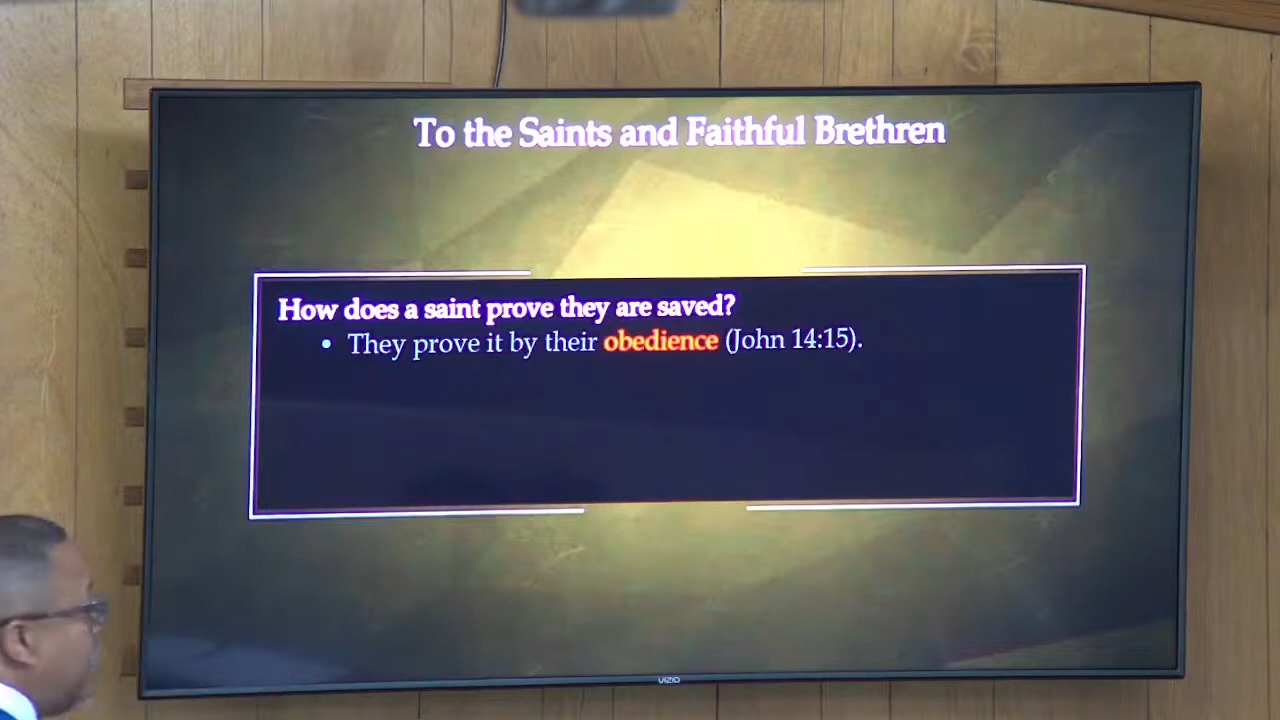 To the Saints and Faithful Brethren
How does a saint prove they are saved?
• They prove it by their obedience (John 14:15).
VIZIO